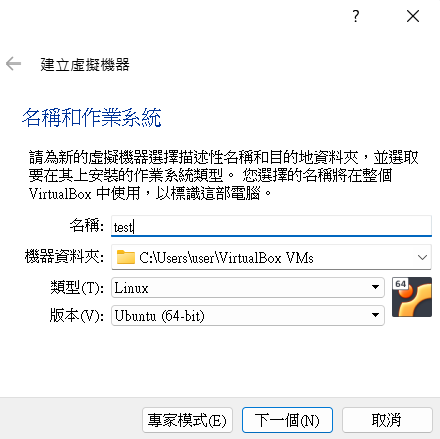 ?
建立虛擬機器
名稱和作業系統
請為新的虛擬機器選擇描述性名稱和目的地資料夾，並選取
要在其上安裝的作業系統類型。 您選擇的名稱將在整個
VirtualBox 中使用，以標識這部電腦。
名稱: test
機器資料夾: C:\Users\user\VirtualBox VMs
類型(T): Linux
64
版本(V): Ubuntu (64-bit)
專家模式(E) 下一個(N) 取消